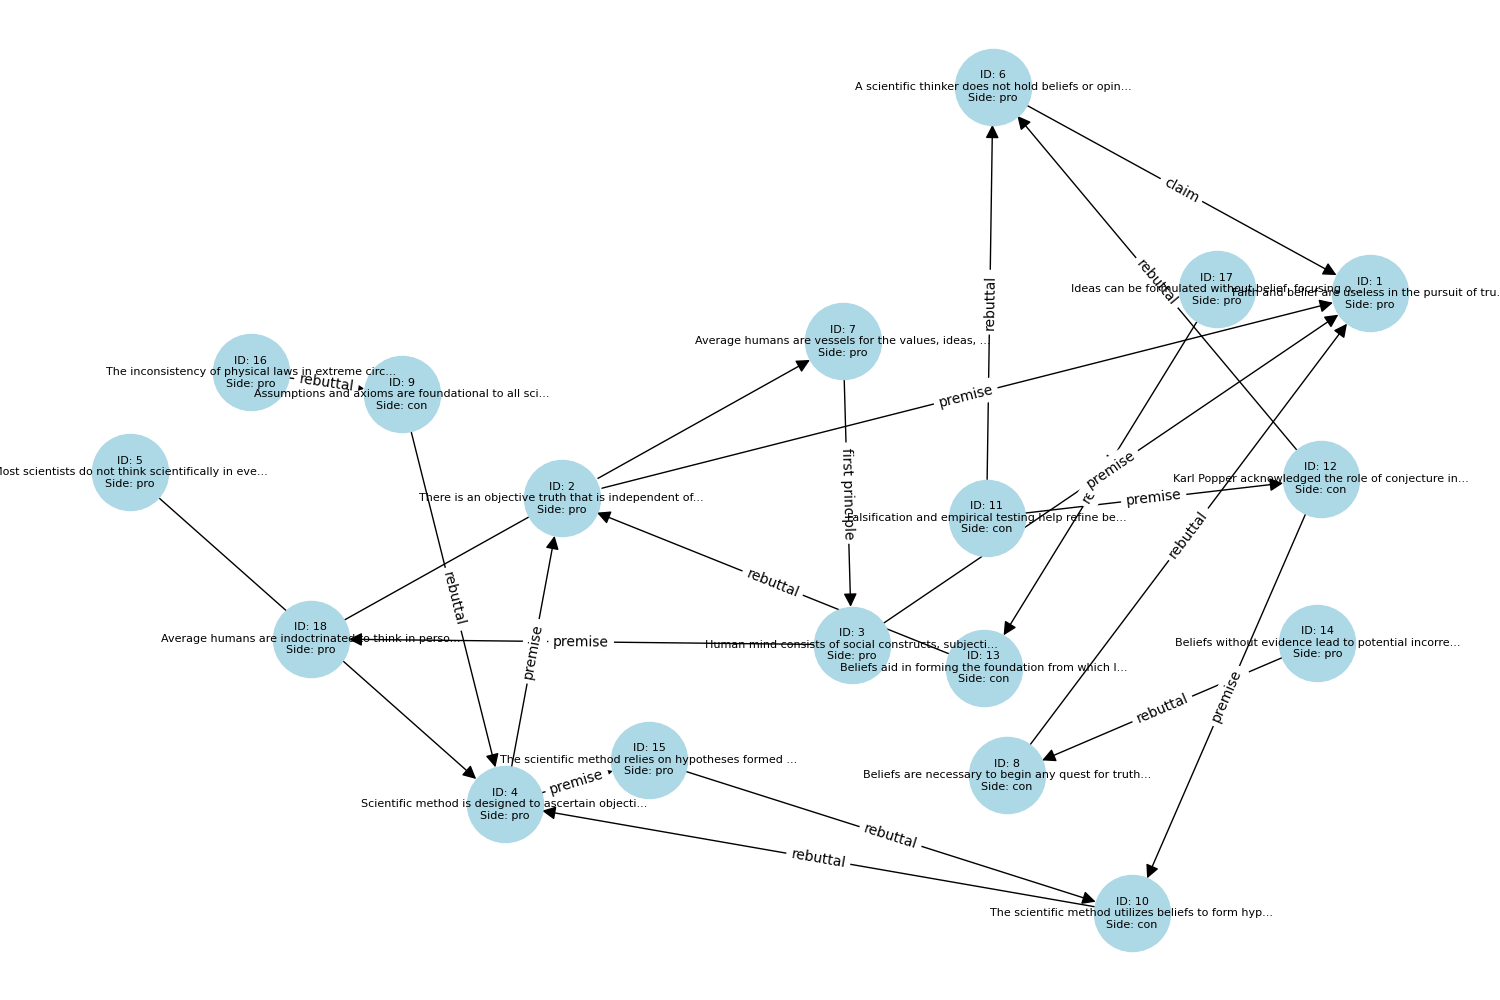 ID: 6
A scientific thinker does not hold beliefs or opin...
Side: pro
claim
rebuttal
ID: 17
Ideas can be formulated without belief, focusing o...
Side: pro
ID: 1
Faith and belief are useless in the pursuit of tru...
Side: pro
rebuttal
ID: 7
Average humans are vessels for the values, ideas, ...
Side: pro
ID: 16
The inconsistency of physical laws in extreme circ...
Side: pro
rebuttal
ID: 9
Assumptions and axioms are foundational to all sci...
Side: con
premise
ID: 5
Most scientists do not think scientifically in eve...
Side: pro
ID: 2
There is an objective truth that is independent of...
Side: pro
first principle
premise
ID: 12
Karl Popper acknowledged the role of conjecture in...
Side: con
ID: 11
Falsification and empirical testing help refine be...
Side: con
premise
rebuttal
rebuttal
rebuttal
ID: 18
Average humans are indoctrinated to think in perso...
Side: pro
premise
premise
ID: 3
Human mind consists of social constructs, subjecti...
Side: pro
ID: 13
Beliefs aid in forming the foundation from which l...
Side: con
ID: 14
Beliefs without evidence lead to potential incorre...
Side: pro
premise
rebuttal
ID: 15
The scientific method relies on hypotheses formed ...
Side: pro
premise
ID: 8
Beliefs are necessary to begin any quest for truth...
Side: con
ID: 4
Scientific method is designed to ascertain objecti...
Side: pro
rebuttal
rebuttal
ID: 10
The scientific method utilizes beliefs to form hyp...
Side: con